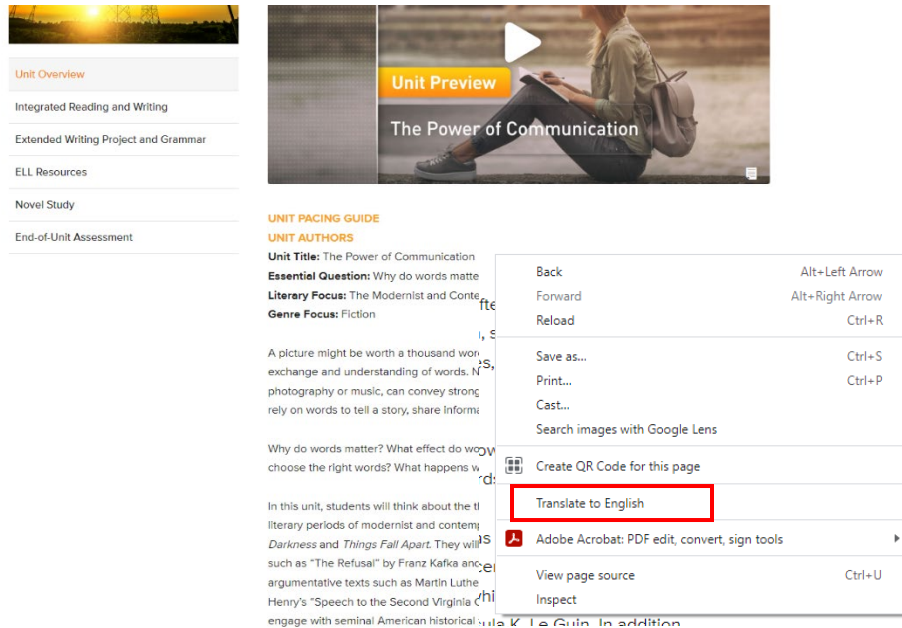 Unit Overview
Integrated Reading and Writing
Extended Writing Project and Grammar
ELL Resources
Novel Study
End-of-Unit Assessment
Unit Preview
The Power of Communication
UNIT PACING GUIDE
UNIT AUTHORS
Unit Title: The Power of Communication
Essential Question: Why do words matte
Literary Focus: The Modernist and Conte
Genre Focus: Fiction
A picture might be worth a thousand wor
exchange and understanding of words. N
photography or music, can convey strong
rely on words to tell a story, share informa
Why do words matter? What effect do wo
choose the right words? What happens w
In this unit, students will think about the th
literary periods of modernist and contemp
Darkness and Things Fall Apart. They will
such as "The Refusal" by Franz Kafka and
argumentative texts such as Martin Luthe
Henry's "Speech to the Second Virginia C
engage with seminal American historical
Back Alt+Left Arrow
Forward Alt+Right Arrow
Reload Ctrl+R
Save as... Ctrl+S
Print... Ctrl+P
Cast...
Search images with Google Lens
Create QR Code for this page
Translate to English
Adobe Acrobat: PDF edit, convert, sign tools
View page source Ctrl+U
Inspect
ula K. Le Guin. In addition